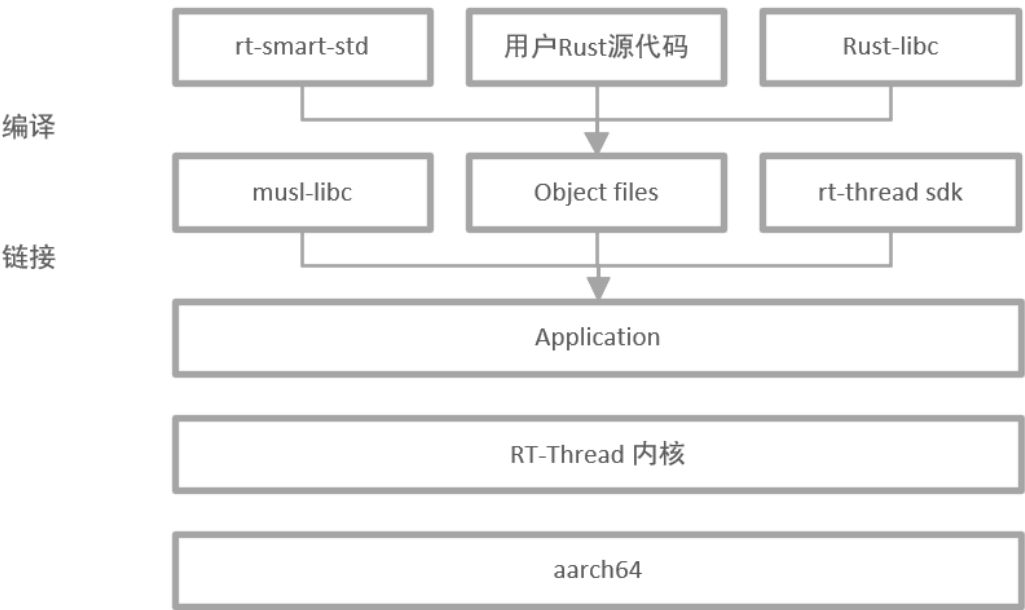 rt-smart-std
用户Rust源代码
Rust-libc
编译
musl-libc
Object files
rt-thread sdk
链接
Application
RT-Thread 内核
aarch64